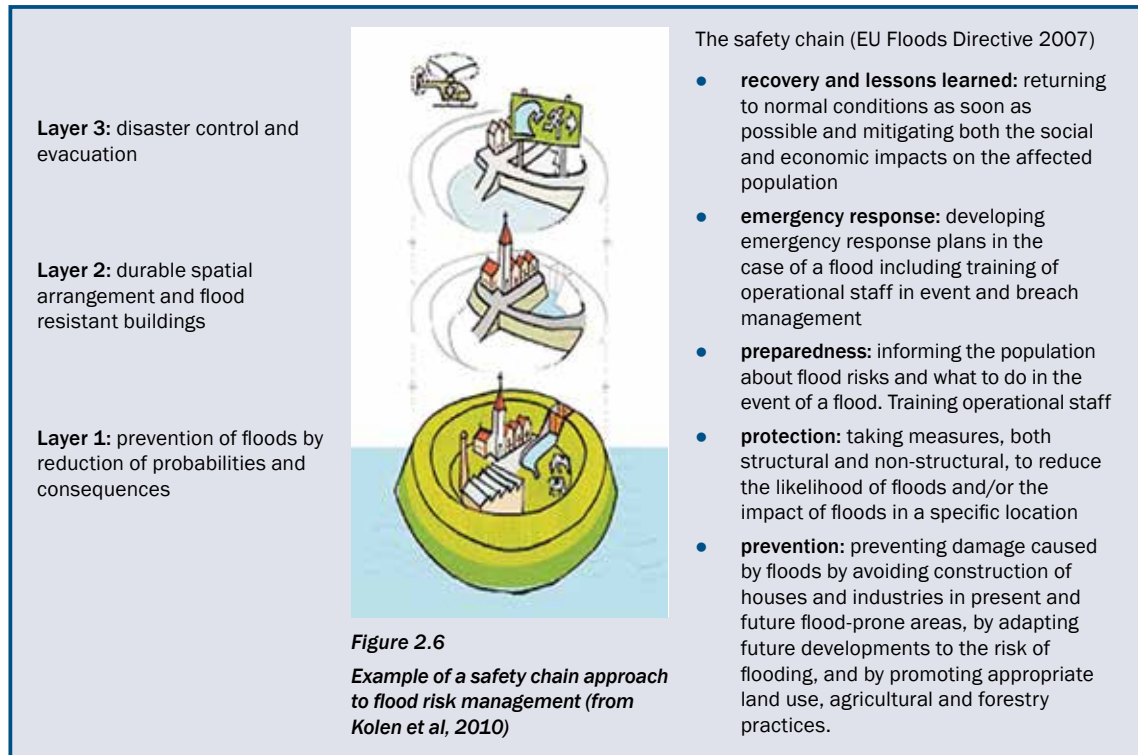 Layer 3: disaster control and
evacuation
Layer 2: durable spatial
arrangement and flood
resistant buildings
Layer 1: prevention of floods by
reduction of probabilities and
consequences
Figure 2.6
Example of a safety chain approach
to flood risk management (from
Kolen et al, 2010)
The safety chain (EU Floods Directive 2007)
● recovery and lessons learned: returning
to normal conditions as soon as
possible and mitigating both the social
and economic impacts on the affected
population
● emergency response: developing
emergency response plans in the
case of a flood including training of
operational staff in event and breach
management
● preparedness: informing the population
about flood risks and what to do in the
event of a flood. Training operational staff
● protection: taking measures, both
structural and non-structural, to reduce
the likelihood of floods and/or the
impact of floods in a specific location
● prevention: preventing damage caused
by floods by avoiding construction of
houses and industries in present and
future flood-prone areas, by adapting
future developments to the risk of
flooding, and by promoting appropriate
land use, agricultural and forestry
practices.